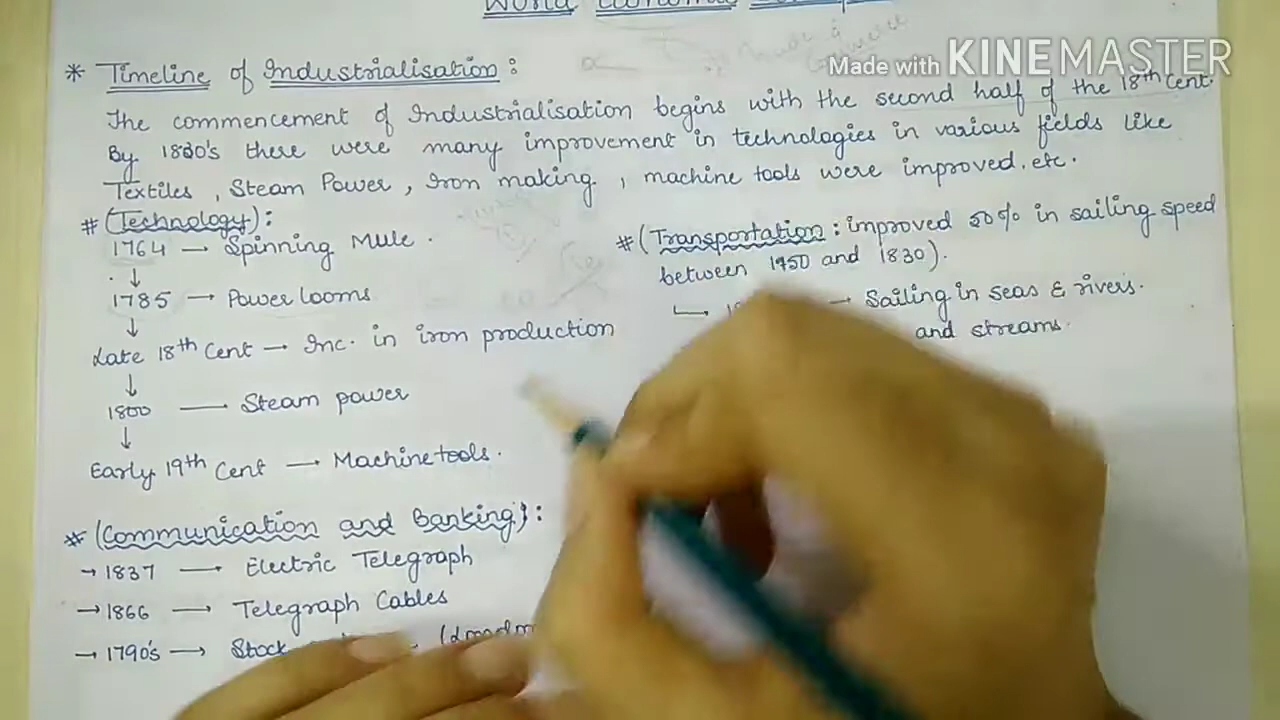 World Economic
Made with KINEMASTER
* Timeline of Industrialisation :
The commencement of Industrialisation begins with the second half of the 18th Cent.
By 1800's there were many improvement in technologies in various fields like
Textiles , Steam Power , Iron making , machine tools were improved . etc .
# (Technology) :
1764 → Spinning Mule .
↓
1785 → Power looms
↓
Late 18th Cent → Inc. in iron production
↓
1800 — Steam power
↓
Early 19th Cent → Machine tools .
# (Transportation : improved 50% in sailing speed
between 1750 and 1830) .
→ Sailing in seas & rivers .
and streams .
# (Communication and Banking) :
→ 1837 → Electric Telegraph
→ 1866 → Telegraph Cables
→ 1790's → Stock